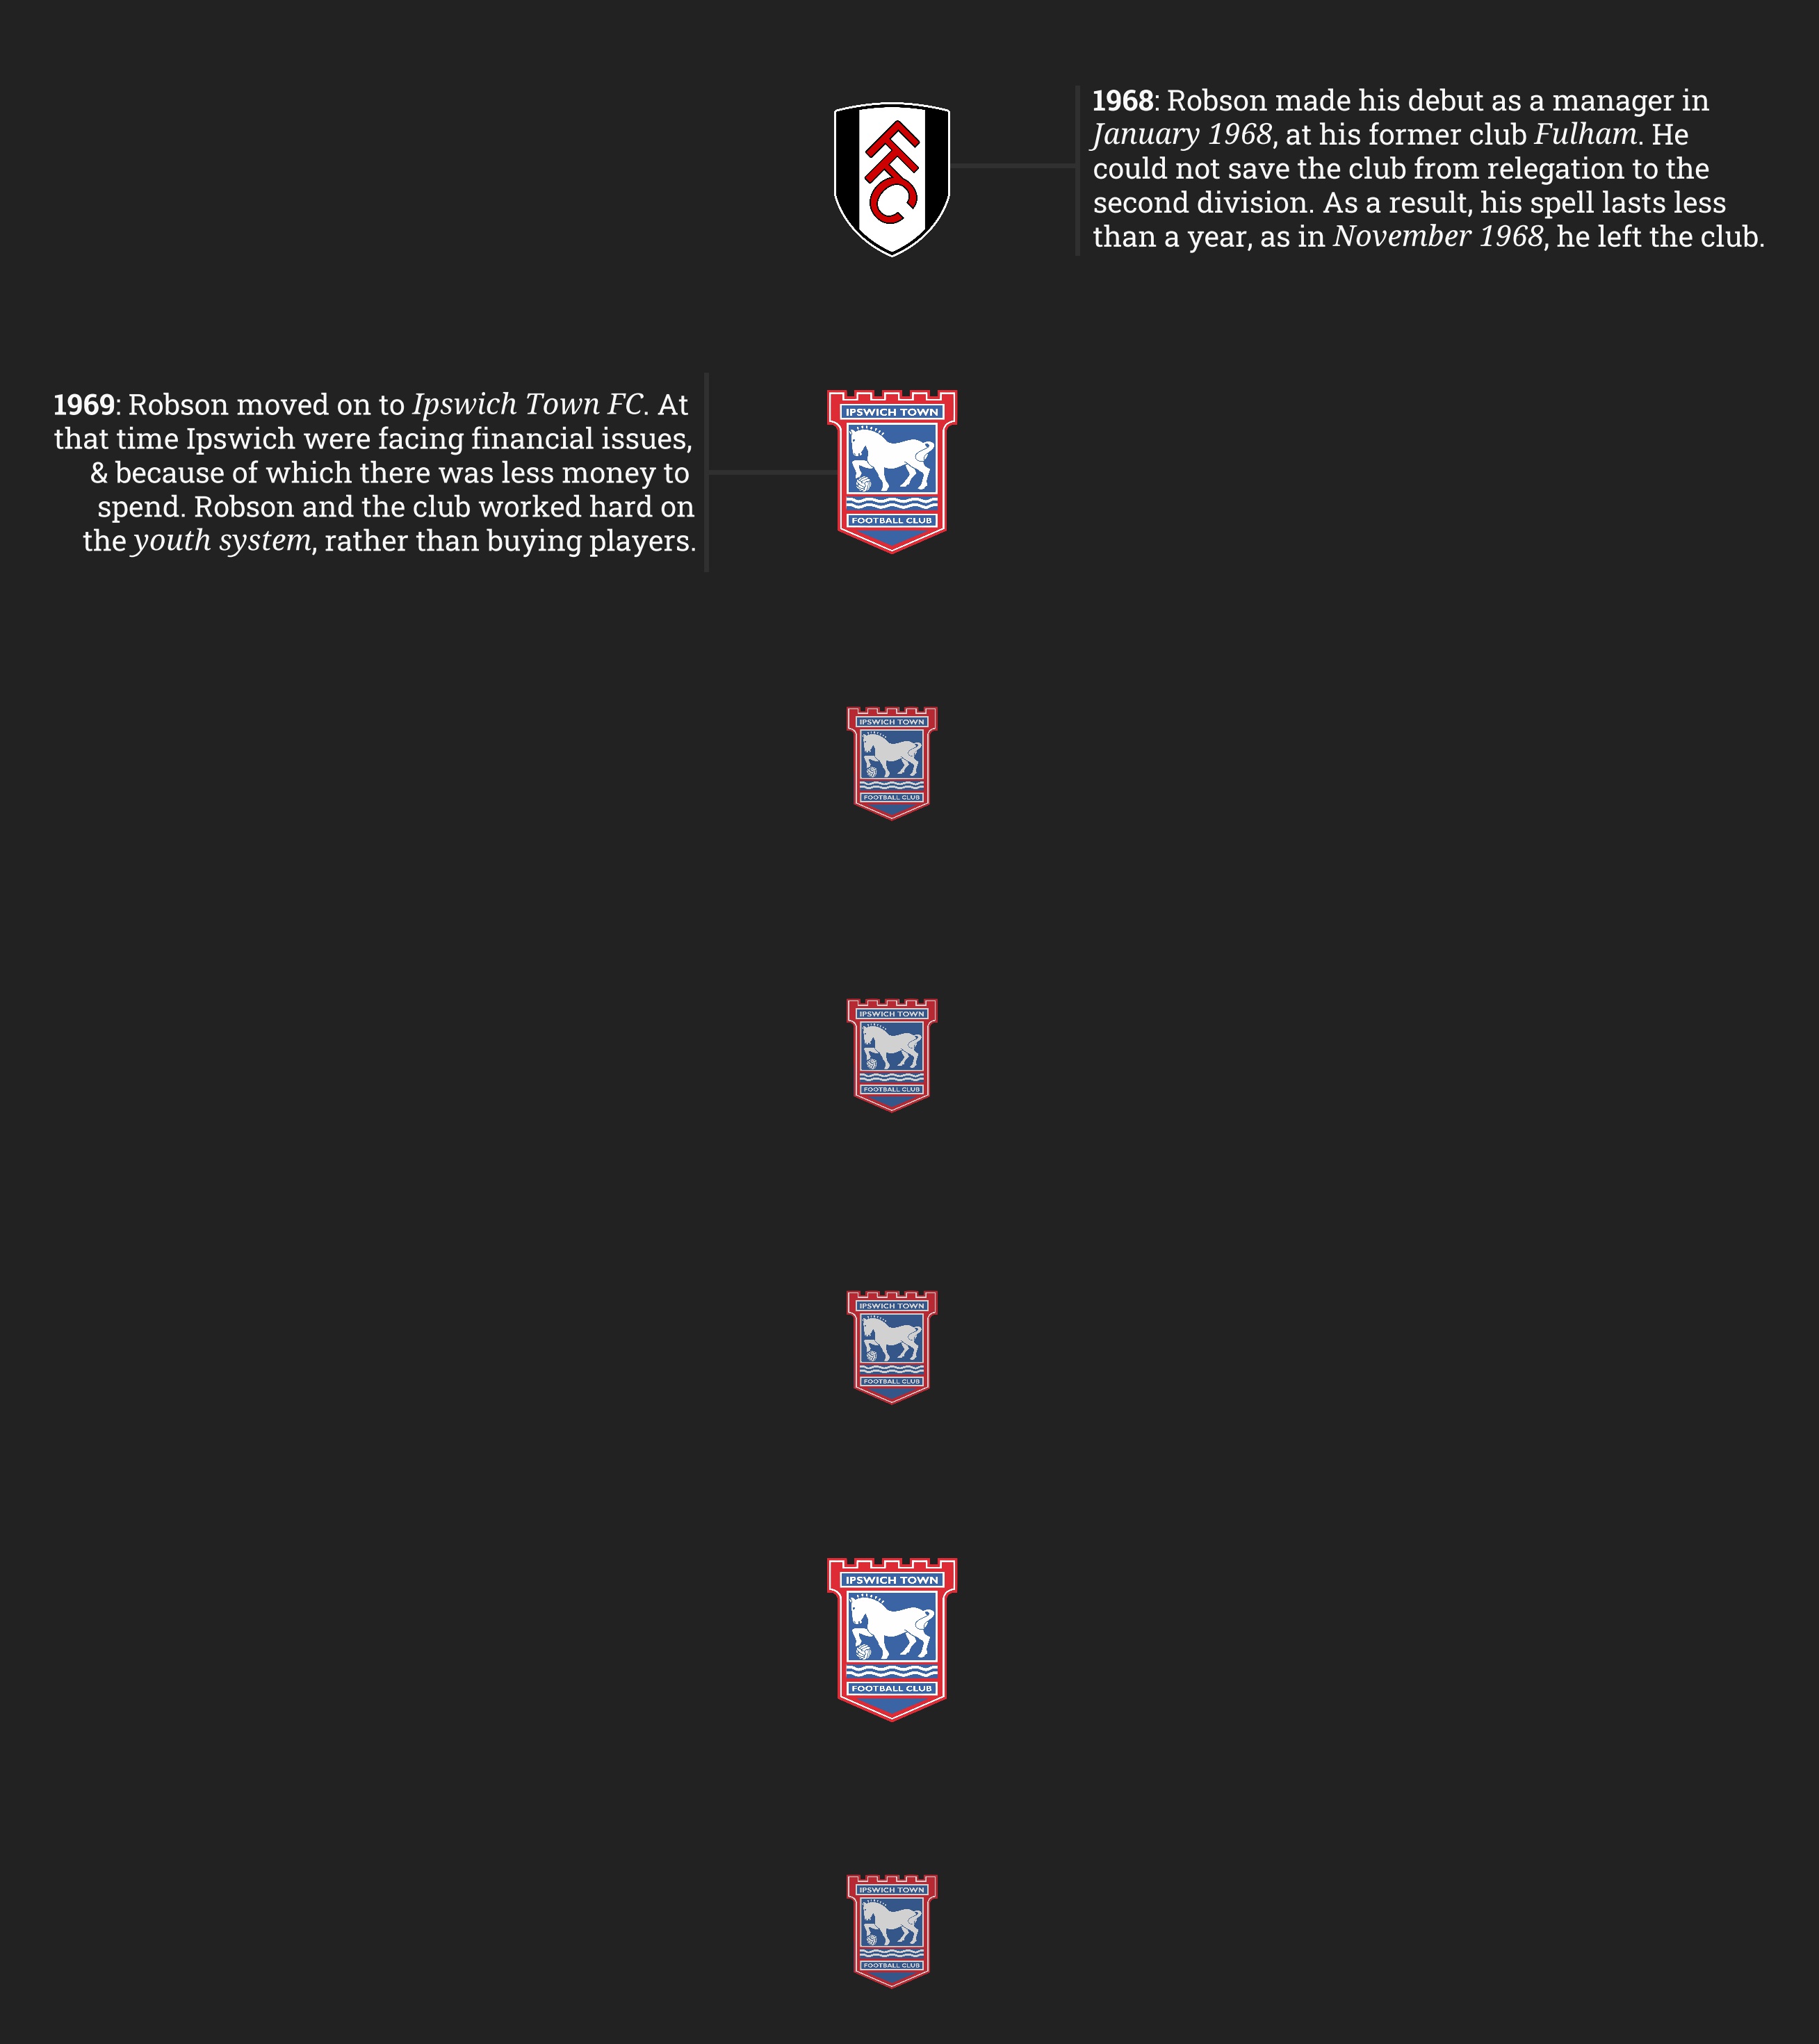 1968: Robson made his debut as a manager in
January 1968, at his former club Fulham. He
could not save the club from relegation to the
second division. As a result, his spell lasts less
than a year, as in November 1968, he left the club.
FFC
1969: Robson moved on to Ipswich Town FC. At
that time Ipswich were facing financial issues,
& because of which there was less money to
spend. Robson and the club worked hard on
the youth system, rather than buying players.
IPSWICH TOWN
FOOTBALL CLUB
IPSWICH TOWN
FOOTBALL CLUB
IPSWICH TOWN
FOOTBALL CLUB
IPSWICH TOWN
FOOTBALL CLUB
IPSWICH TOWN
FOOTBALL CLUB
IPSWICH TOWN
FOOTBALL CLUB